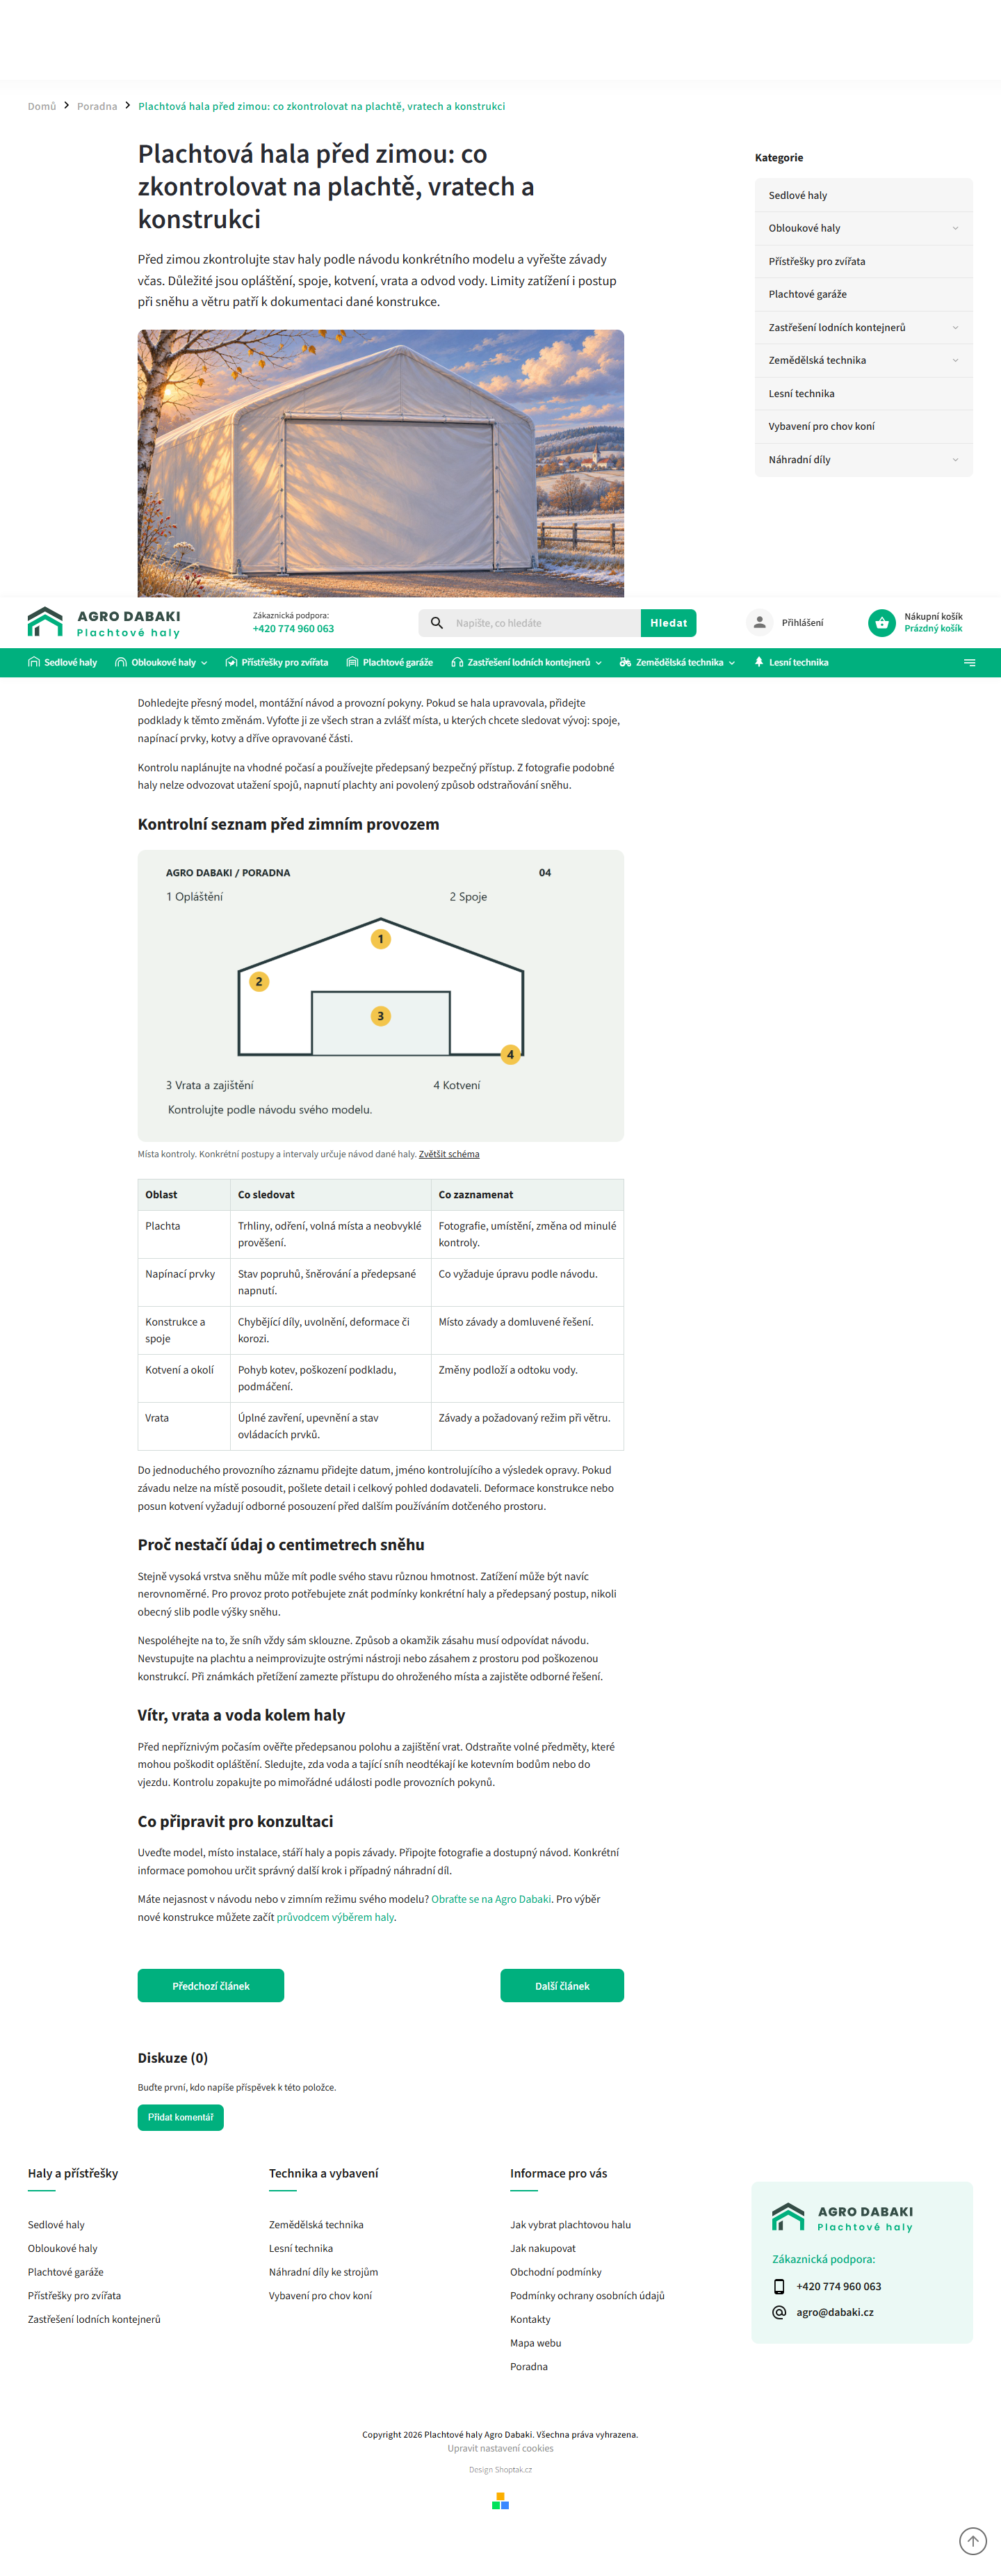 Domů
Poradna
Plachtová hala před zimou: co zkontrolovat na plachtě, vratech a konstrukci
Plachtová hala před zimou: co
zkontrolovat na plachtě, vratech a
konstrukci
Před zimou zkontrolujte stav haly podle návodu konkrétního modelu a vyřešte závady
včas. Důležité jsou opláštění, spoje, kotvení, vrata a odvod vody. Limity zatížení i postup
při sněhu a větru patří k dokumentaci dané konstrukce.
Kategorie
Sedlové haly
Obloukové haly
Přístřešky pro zvířata
Plachtové garáže
Zastřešení lodních kontejnerů
Zemědělská technika
Lesní technika
Vybavení pro chov koní
Náhradní díly
AGRO DABAKI
Plachtové haly
Zákaznická podpora:
+420 774 960 063
Napište, co hledáte
Hledat
Přihlášení
Nákupní košík
Prázdný košík
Sedlové haly
Obloukové haly
Přístřešky pro zvířata
Plachtové garáže
Zastřešení lodních kontejnerů
Zemědělská technika
Lesní technika
Dohledejte přesný model, montážní návod a provozní pokyny. Pokud se hala upravovala, přidejte
podklady k těmto změnám. Vyfoťte ji ze všech stran a zvlášť místa, u kterých chcete sledovat vývoj: spoje,
napínací prvky, kotvy a dříve opravované části.
Kontrolu naplánujte na vhodné počasí a používejte předepsaný bezpečný přístup. Z fotografie podobné
haly nelze odvozovat utažení spojů, napnutí plachty ani povolený způsob odstraňování sněhu.
Kontrolní seznam před zimním provozem
AGRO DABAKI / PORADNA
04
1 Opláštění
2 Spoje
1
2
3
4
3 Vrata a zajištění
4 Kotvení
Kontrolujte podle návodu svého modelu.
Místa kontroly. Konkrétní postupy a intervaly určuje návod dané haly. Zvětšit schéma
Oblast
Co sledovat
Co zaznamenat
Plachta
Trhliny, odření, volná místa a neobvyklé
prověšení.
Fotografie, umístění, změna od minulé
kontroly.
Napínací prvky
Stav popruhů, šněrování a předepsané
napnutí.
Co vyžaduje úpravu podle návodu.
Konstrukce a
spoje
Chybějící díly, uvolnění, deformace či
korozi.
Místo závady a domluvené řešení.
Kotvení a okolí
Pohyb kotev, poškození podkladu,
podmáčení.
Změny podloží a odtoku vody.
Vrata
Úplné zavření, upevnění a stav
ovládacích prvků.
Závady a požadovaný režim při větru.
Do jednoduchého provozního záznamu přidejte datum, jméno kontrolujícího a výsledek opravy. Pokud
závadu nelze na místě posoudit, pošlete detail i celkový pohled dodavateli. Deformace konstrukce nebo
posun kotvení vyžadují odborné posouzení před dalším používáním dotčeného prostoru.
Proč nestačí údaj o centimetrech sněhu
Stejně vysoká vrstva sněhu může mít podle svého stavu různou hmotnost. Zatížení může být navíc
nerovnoměrné. Pro provoz proto potřebujete znát podmínky konkrétní haly a předepsaný postup, nikoli
obecný slib podle výšky sněhu.
Nespoléhejte na to, že sníh vždy sám sklouzne. Způsob a okamžik zásahu musí odpovídat návodu.
Nevstupujte na plachtu a neimprovizujte ostrými nástroji nebo zásahem z prostoru pod poškozenou
konstrukcí. Při známkách přetížení zamezte přístupu do ohroženého místa a zajistěte odborné řešení.
Vítr, vrata a voda kolem haly
Před nepříznivým počasím ověřte předepsanou polohu a zajištění vrat. Odstraňte volné předměty, které
mohou poškodit opláštění. Sledujte, zda voda a tající sníh neodtékají ke kotevním bodům nebo do
vjezdu. Kontrolu zopakujte po mimořádné události podle provozních pokynů.
Co připravit pro konzultaci
Uveďte model, místo instalace, stáří haly a popis závady. Připojte fotografie a dostupný návod. Konkrétní
informace pomohou určit správný další krok i případný náhradní díl.
Máte nejasnost v návodu nebo v zimním režimu svého modelu? Obraťte se na Agro Dabaki. Pro výběr
nové konstrukce můžete začít průvodcem výběrem haly.
Předchozí článek
Další článek
Diskuze (0)
Buďte první, kdo napíše příspěvek k této položce.
Přidat komentář
Haly a přístřešky
Sedlové haly
Obloukové haly
Plachtové garáže
Přístřešky pro zvířata
Zastřešení lodních kontejnerů
Technika a vybavení
Zemědělská technika
Lesní technika
Náhradní díly ke strojům
Vybavení pro chov koní
Informace pro vás
Jak vybrat plachtovou halu
Jak nakupovat
Obchodní podmínky
Podmínky ochrany osobních údajů
Kontakty
Mapa webu
Poradna
AGRO DABAKI
Plachtové haly
Zákaznická podpora:
+420 774 960 063
agro@dabaki.cz
Copyright 2026 Plachtové haly Agro Dabaki. Všechna práva vyhrazena.
Upravit nastavení cookies
Design Shoptak.cz